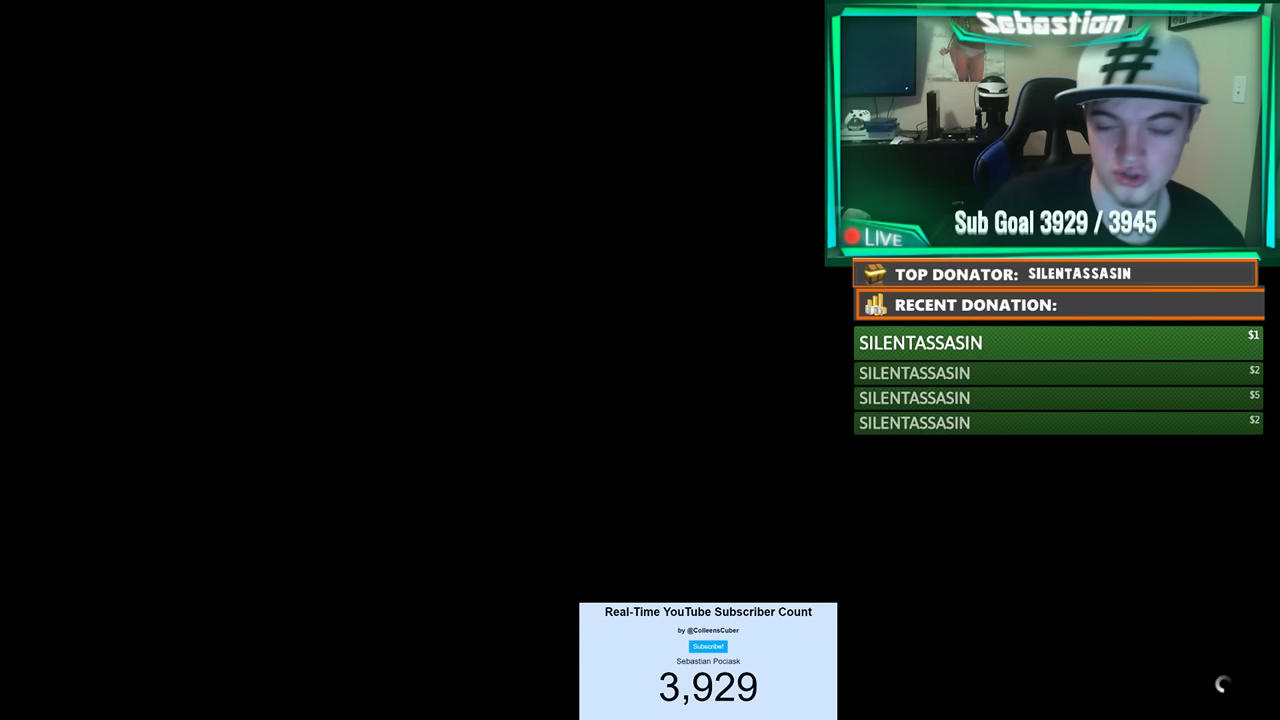 Sebastion
#
Sub Goal 3929 / 3945
LIVE
TOP DONATOR: SILENTASSASIN
RECENT DONATION:
SILENTASSASIN $1
SILENTASSASIN $2
SILENTASSASIN $5
SILENTASSASIN $2
Real-Time YouTube Subscriber Count
by @ColleensCuber
Subscribe!
Sebastian Pociask
3,929